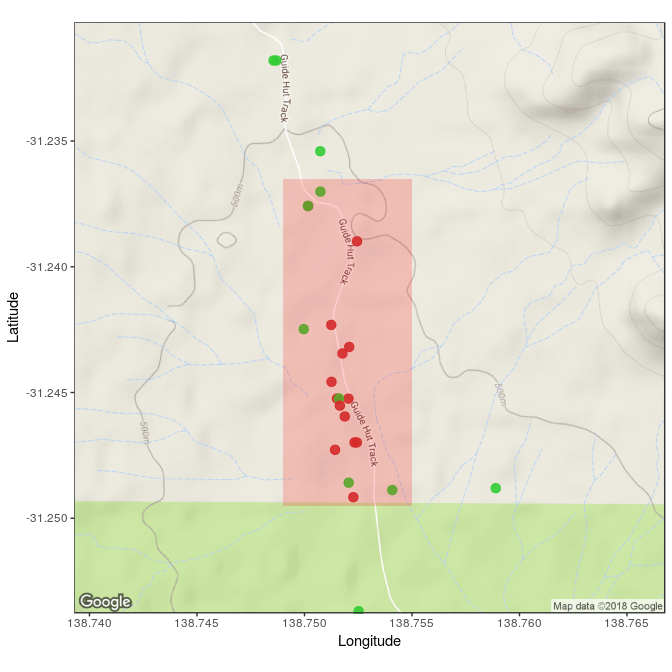 Guide Hut Track
-31.235
600m
Guide Hut Track
-31.240
Latitude
-31.245
500m
Guide Hut Track
500m
-31.250
Google
Map data ©2018 Google
138.740
138.745
138.750
138.755
138.760
138.765
Longitude